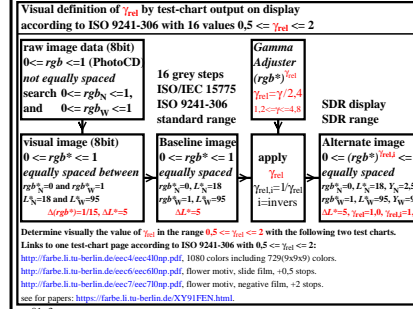 Visual definition of γrel by test-chart output on display
according to ISO 9241-306 with 16 values 0,5 <= γrel <= 2
raw image data (8bit)
0<= rgb <=1 (PhotoCD)
not equally spaced
search 0<= rgbN <=1,
and 0<= rgbW <=1
16 grey steps
ISO/IEC 15775
ISO 9241-306
standard range
Gamma
Adjuster
(rgb*)γrel
γrel=γ/2,4
1,2<=γ<=4,8
SDR display
SDR range
visual image (8bit)
0 <= rgb* <= 1
equally spaced between
rgb*N=0 and rgb*W=1
L*N=18 and L*W=95
Δ(rgb*)=1/15, ΔL*=5
Baseline image
0 <= rgb* <= 1
equally spaced
rgb*N=0, L*N=18
rgb*W=1, L*W=95
ΔL*=5
apply
γrel
γrel,i=1/γrel
i=invers
Alternate image
0 <= (rgb*)γrel,i <=
equally spaced
rgb*N=0, L*N=18, YN=2,5
rgb*W=1, L*W=95, YW=9
ΔL*=5, γrel=1,0, γrel,i=1,
Determine visually the value of γrel in the range 0,5 <= γrel <= 2 with the following two test charts.
Links to one test-chart page according to ISO 9241-306 with 0,5 <= γrel <= 2:
http://farbe.li.tu-berlin.de/eec4/eec4l0np.pdf, 1080 colors including 729(9x9x9) colors.
http://farbe.li.tu-berlin.de/eec6/eec6l0np.pdf, flower motiv, slide film, +0,5 stops.
http://farbe.li.tu-berlin.de/eec7/eec7l0np.pdf, flower motiv, negative film, +2 stops.
see for papers: https://farbe.li.tu-berlin.de/XY91FEN.html.